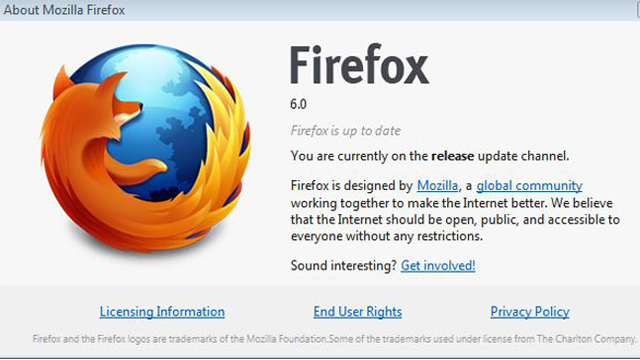 About Mozilla Firefox
Firefox
6.0
Firefox is up to date
You are currently on the release update channel.
Firefox is designed by Mozilla, a global community
working together to make the Internet better. We believe
that the Internet should be open, public, and accessible to
everyone without any restrictions.
Sound interesting? Get involved!
Licensing Information End User Rights Privacy Policy
Firefox and the Firefox logos are trademarks of the Mozilla Foundation.Some of the trademarks used under license from The Charlton Company.